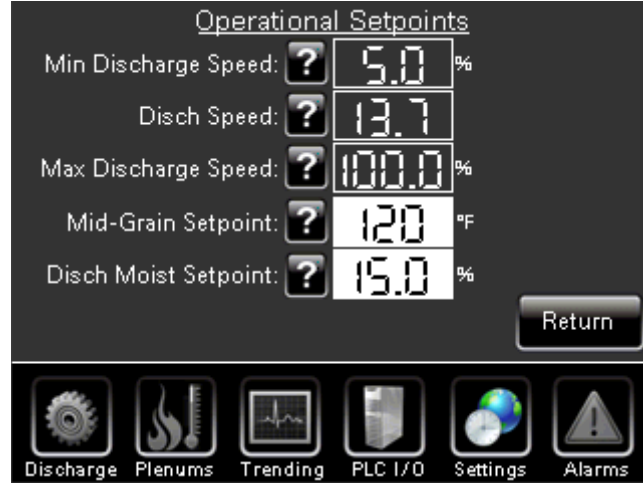 Operational Setpoints
Min Discharge Speed: ? 5.0 %
Disch Speed: ? 13.7
Max Discharge Speed: ? 100.0 %
Mid-Grain Setpoint: ? 120 °F
Disch Moist Setpoint: ? 15.0 %
Return
Discharge Plenums Trending PLC I/O Settings Alarms